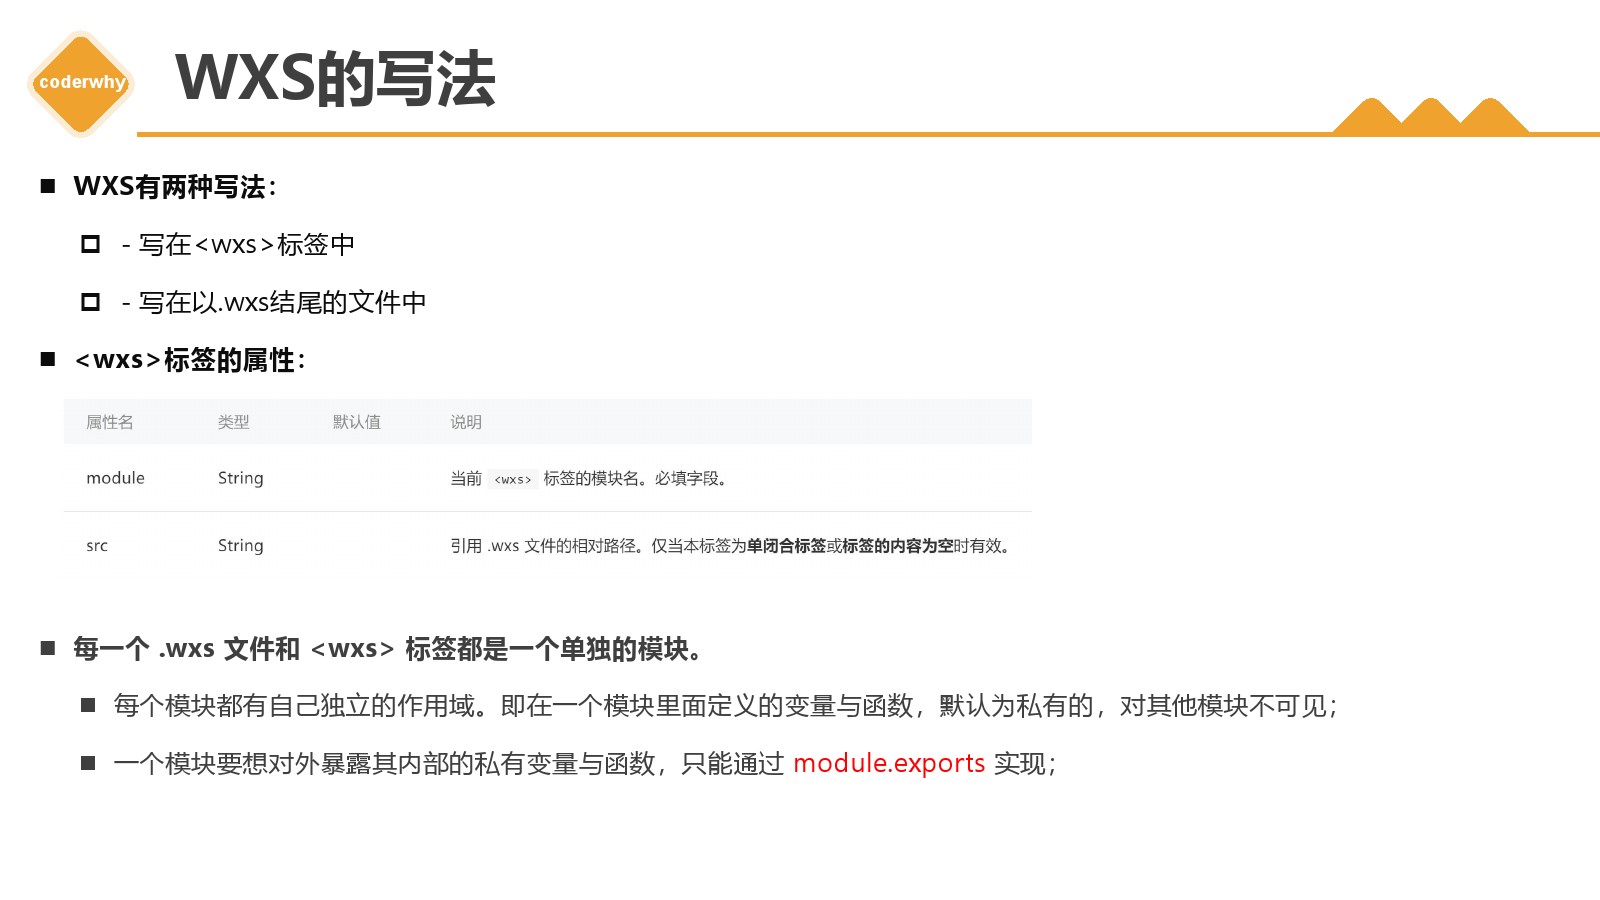 coderwhy
WXS的写法
WXS有两种写法：
- 写在<wxs>标签中
- 写在以.wxs结尾的文件中
<wxs>标签的属性：
属性名 类型 默认值 说明
module String 当前 <wxs> 标签的模块名。必填字段。
src String 引用 .wxs 文件的相对路径。仅当本标签为单闭合标签或标签的内容为空时有效。
每一个 .wxs 文件和 <wxs> 标签都是一个单独的模块。
每个模块都有自己独立的作用域。即在一个模块里面定义的变量与函数，默认为私有的，对其他模块不可见；
一个模块要想对外暴露其内部的私有变量与函数，只能通过 module.exports 实现；